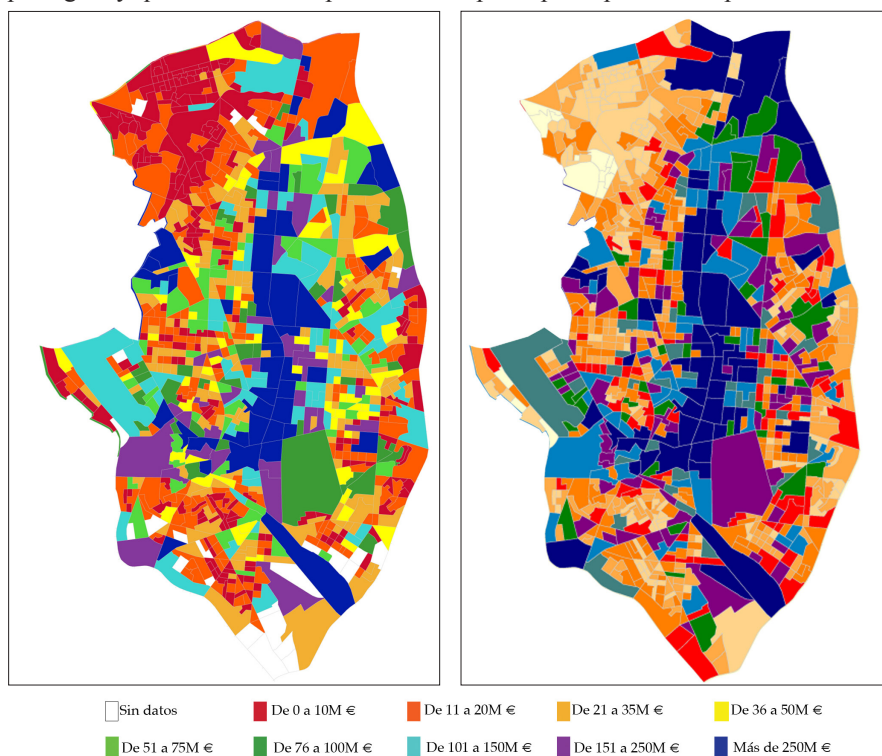 Sin datos De 0 a 10M € De 11 a 20M € De 21 a 35M € De 36 a 50M €
De 51 a 75M € De 76 a 100M € De 101 a 150M € De 151 a 250M € Más de 250M €